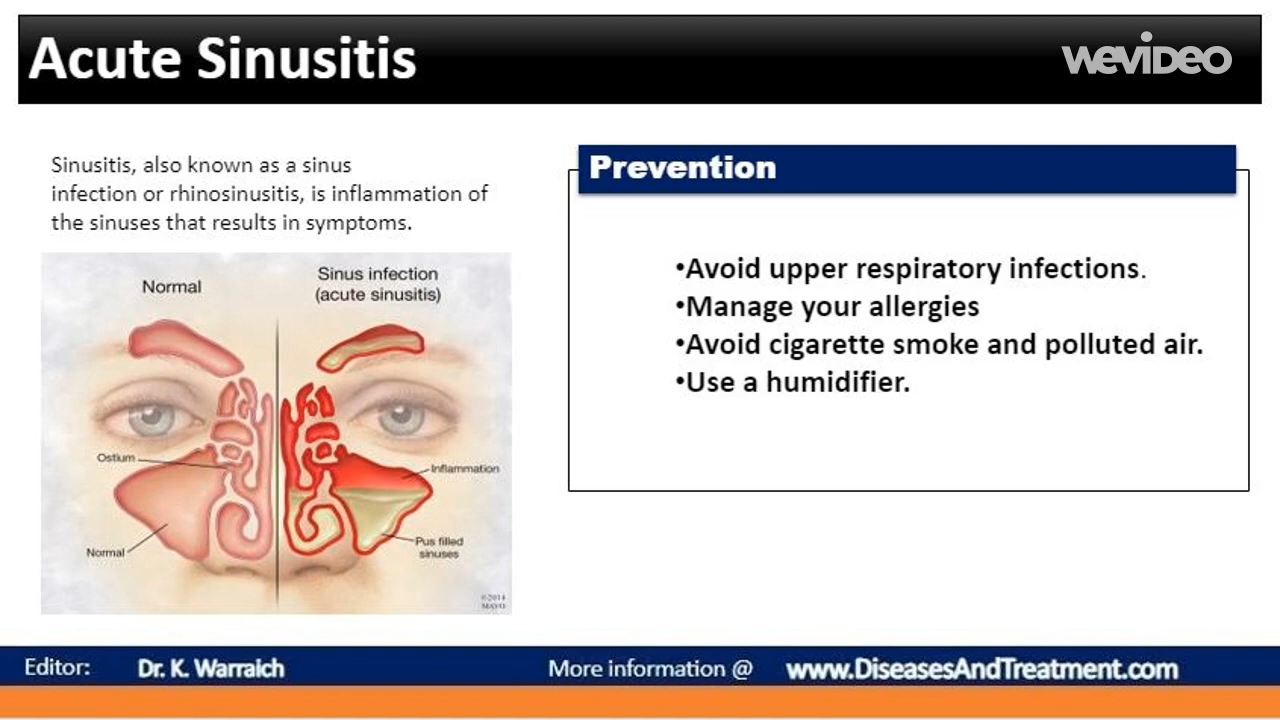 Acute Sinusitis
WEVIDEO
Sinusitis, also known as a sinus
infection or rhinosinusitis, is inflammation of
the sinuses that results in symptoms.
Normal
Sinus infection
(acute sinusitis)
Ostium
Inflammation
Normal
Pus filled
sinuses
©2014
MAYO
Prevention
•Avoid upper respiratory infections.
•Manage your allergies
•Avoid cigarette smoke and polluted air.
•Use a humidifier.
Editor: Dr. K. Warraich More information @ www.DiseasesAndTreatment.com